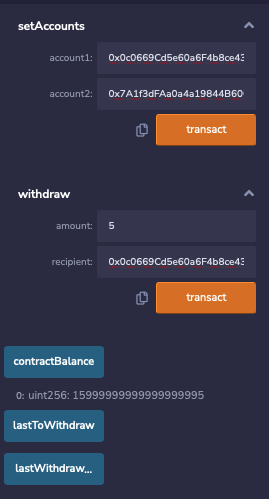 setAccounts
account1: 0x0c0669Cd5e60a6F4b8ce43
account2: 0x7A1f3dFAa0a4a19844B60
transact
withdraw
amount: 5
recipient: 0x0c0669Cd5e60a6F4b8ce43
transact
contractBalance
0: uint256: 15999999999999999995
lastToWithdraw
lastWithdraw...